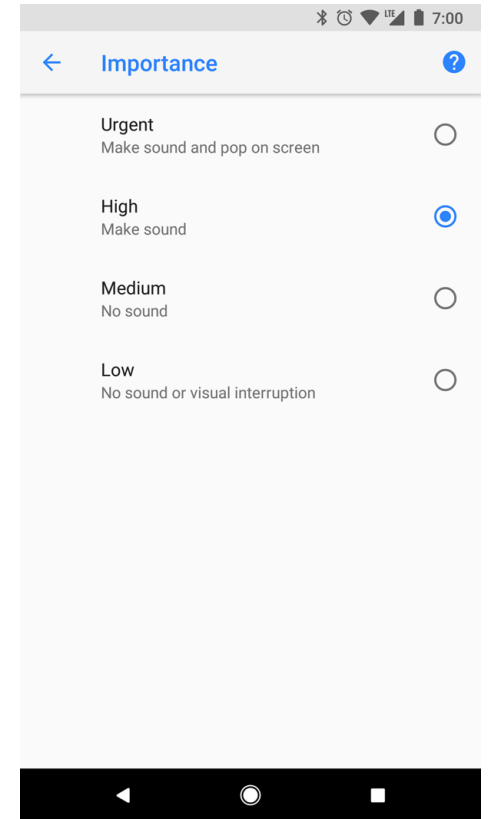 LTE 7:00
Importance ?
Urgent
Make sound and pop on screen
High
Make sound
Medium
No sound
Low
No sound or visual interruption